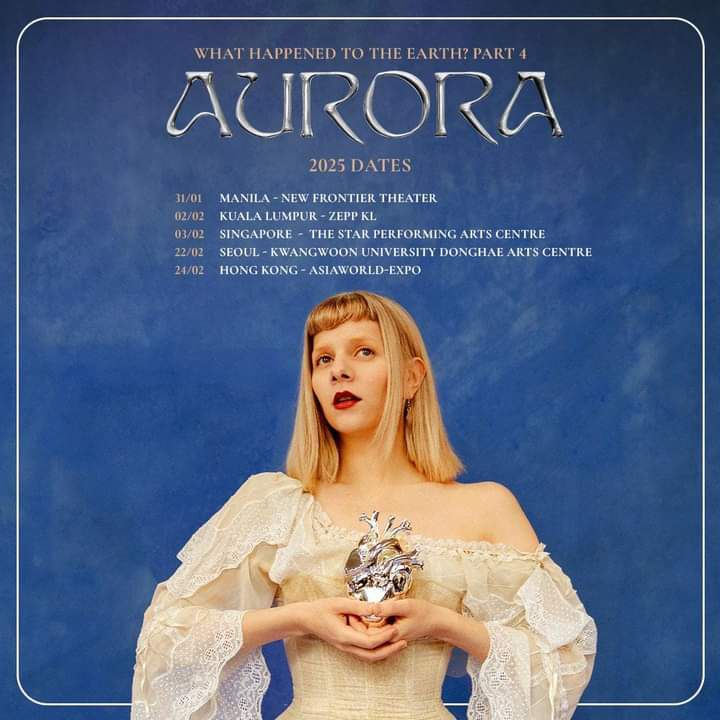 WHAT HAPPENED TO THE EARTH? PART 4
AURORA
2025 DATES
31/01 MANILA - NEW FRONTIER THEATER
02/02 KUALA LUMPUR - ZEPP KL
03/02 SINGAPORE - THE STAR PERFORMING ARTS CENTRE
22/02 SEOUL - KWANGWOON UNIVERSITY DONGHAE ARTS CENTRE
24/02 HONG KONG - ASIAWORLD-EXPO